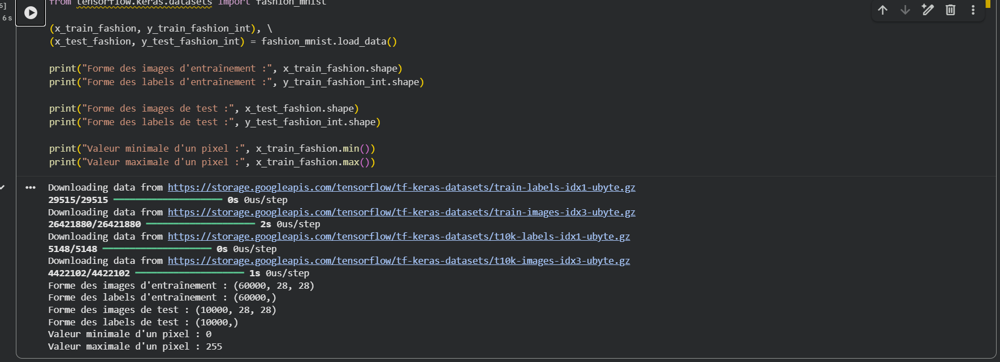 6]
from tensorflow.keras.datasets import fashion_mnist
6 s
(x_train_fashion, y_train_fashion_int), \
(x_test_fashion, y_test_fashion_int) = fashion_mnist.load_data()
print("Forme des images d'entraînement :", x_train_fashion.shape)
print("Forme des labels d'entraînement :", y_train_fashion_int.shape)
print("Forme des images de test :", x_test_fashion.shape)
print("Forme des labels de test :", y_test_fashion_int.shape)
print("Valeur minimale d'un pixel :", x_train_fashion.min())
print("Valeur maximale d'un pixel :", x_train_fashion.max())
Downloading data from https://storage.googleapis.com/tensorflow/tf-keras-datasets/train-labels-idx1-ubyte.gz
29515/29515 0s 0us/step
Downloading data from https://storage.googleapis.com/tensorflow/tf-keras-datasets/train-images-idx3-ubyte.gz
26421880/26421880 2s 0us/step
Downloading data from https://storage.googleapis.com/tensorflow/tf-keras-datasets/t10k-labels-idx1-ubyte.gz
5148/5148 0s 0us/step
Downloading data from https://storage.googleapis.com/tensorflow/tf-keras-datasets/t10k-images-idx3-ubyte.gz
4422102/4422102 1s 0us/step
Forme des images d'entraînement : (60000, 28, 28)
Forme des labels d'entraînement : (60000,)
Forme des images de test : (10000, 28, 28)
Forme des labels de test : (10000,)
Valeur minimale d'un pixel : 0
Valeur maximale d'un pixel : 255